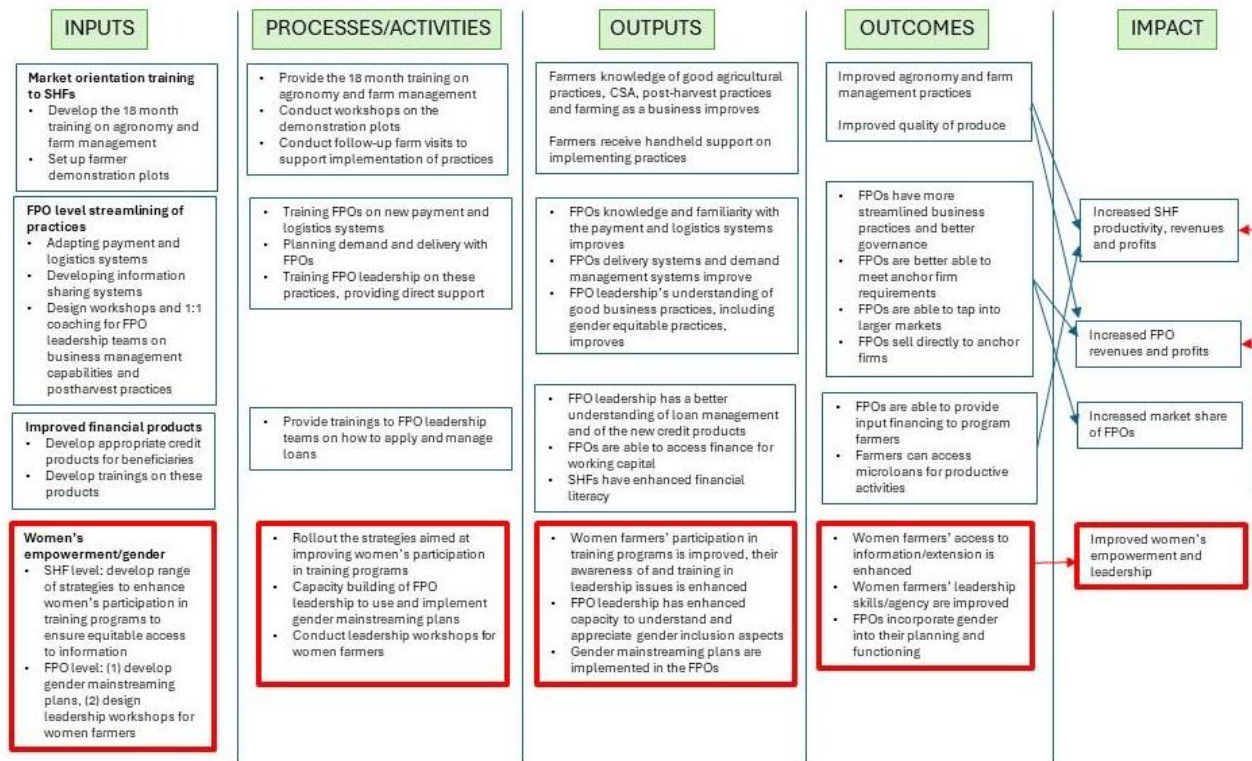 INPUTS
PROCESSES/ACTIVITIES
OUTPUTS
OUTCOMES
IMPACT
Market orientation training
to SHFs
• Develop the 18 month
training on agronomy and
farm management
• Set up farmer
demonstration plots
• Provide the 18 month training on
agronomy and farm management
• Conduct workshops on the
demonstration plots
• Conduct follow-up farm visits to
support implementation of practices
Farmers knowledge of good agricultural
practices, CSA, post-harvest practices
and farming as a business improves
Farmers receive handheld support on
implementing practices
Improved agronomy and farm
management practices
Improved quality of produce
FPO level streamlining of
practices
• Adapting payment and
logistics systems
• Developing information
sharing systems
• Design workshops and 1:1
coaching for FPO
leadership teams on
business management
capabilities and
postharvest practices
• Training FPOs on new payment and
logistics systems
• Planning demand and delivery with
FPOs
• Training FPO leadership on these
practices, providing direct support
• FPOs knowledge and familiarity with
the payment and logistics systems
improves
• FPOs delivery systems and demand
management systems improve
• FPO leadership's understanding of
good business practices, including
gender equitable practices,
improves
• FPOs have more
streamlined business
practices and better
governance
• FPOs are better able to
meet anchor firm
requirements
• FPOs are able to tap into
larger markets
• FPOs sell directly to anchor
firms
Increased SHF
productivity, revenues
and profits
Increased FPO
revenues and profits
Increased market share
of FPOs
Improved financial products
• Develop appropriate credit
products for beneficiaries
• Develop trainings on these
products
• Provide trainings to FPO leadership
teams on how to apply and manage
loans
• FPO leadership has a better
understanding of loan management
and of the new credit products
• FPOs are able to access finance for
working capital
• SHFs have enhanced financial
literacy
• FPOs are able to provide
input financing to program
farmers
• Farmers can access
microloans for productive
activities
Women's
empowerment/gender
• SHF level: develop range
of strategies to enhance
women's participation in
training programs to
ensure equitable access
to information
• FPO level: (1) develop
gender mainstreaming
plans, (2) design
leadership workshops for
women farmers
• Rollout the strategies aimed at
improving women's participation
in training programs
• Capacity building of FPO
leadership to use and implement
gender mainstreaming plans
• Conduct leadership workshops for
women farmers
• Women farmers' participation in
training programs is improved, their
awareness of and training in
leadership issues is enhanced
• FPO leadership has enhanced
capacity to understand and
appreciate gender inclusion aspects
• Gender mainstreaming plans are
implemented in the FPOs
• Women farmers' access to
information/extension is
enhanced
• Women farmers' leadership
skills/agency are improved
• FPOs incorporate gender
into their planning and
functioning
Improved women's
empowerment and
leadership